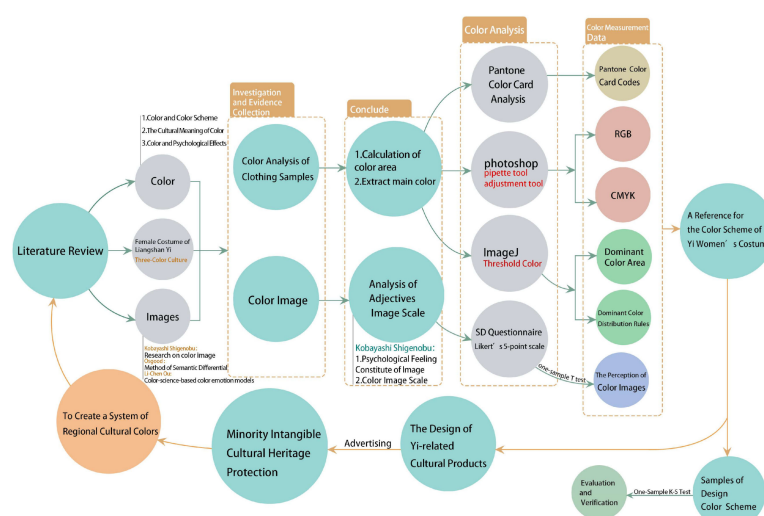 Color Analysis
Color Measurement
Data
Pantone Color
Card Codes
Pantone
Color Card
Analysis
Investigation
and Evidence
Collection
Conclude
1.Color and Color Scheme
2.The Cultural Meaning of Color
3.Color and Psychological Effects
Color Analysis of
Clothing Samples
1.Calculation of
color area
2.Extract main color
photoshop
pipette tool
adjustment tool
RGB
CMYK
Color
Literature Review
Female Costume of
Liangshan Yi
Three-Color Culture
Images
Kobayashi Shigenobu:
Research on color Image
Osgood:
Method of Semantic Differential
Li-Chen Ou:
Color-science-based color emotion models
Color Image
Analysis of
Adjectives
Image Scale
Kobayashi Shigenobu:
1.Psychological Feeling
Constitute of Image
2.Color Image Scale
ImageJ
Threshold Color
Dominant
Color Area
Dominant Color
Distribution Rules
SD Questionnaire
Likert's 5-point scale
one-sample T test
The Perception of
Color Images
A Reference for
the Color Scheme of
Yi Women's Costum
To Create a System of
Regional Cultural Colors
Minority Intangible
Cultural Heritage
Protection
Advertising
The Design of
Yi-related
Cultural Products
Evaluation
and
Verification
One-Sample K-S Test
Samples of
Design
Color Scheme